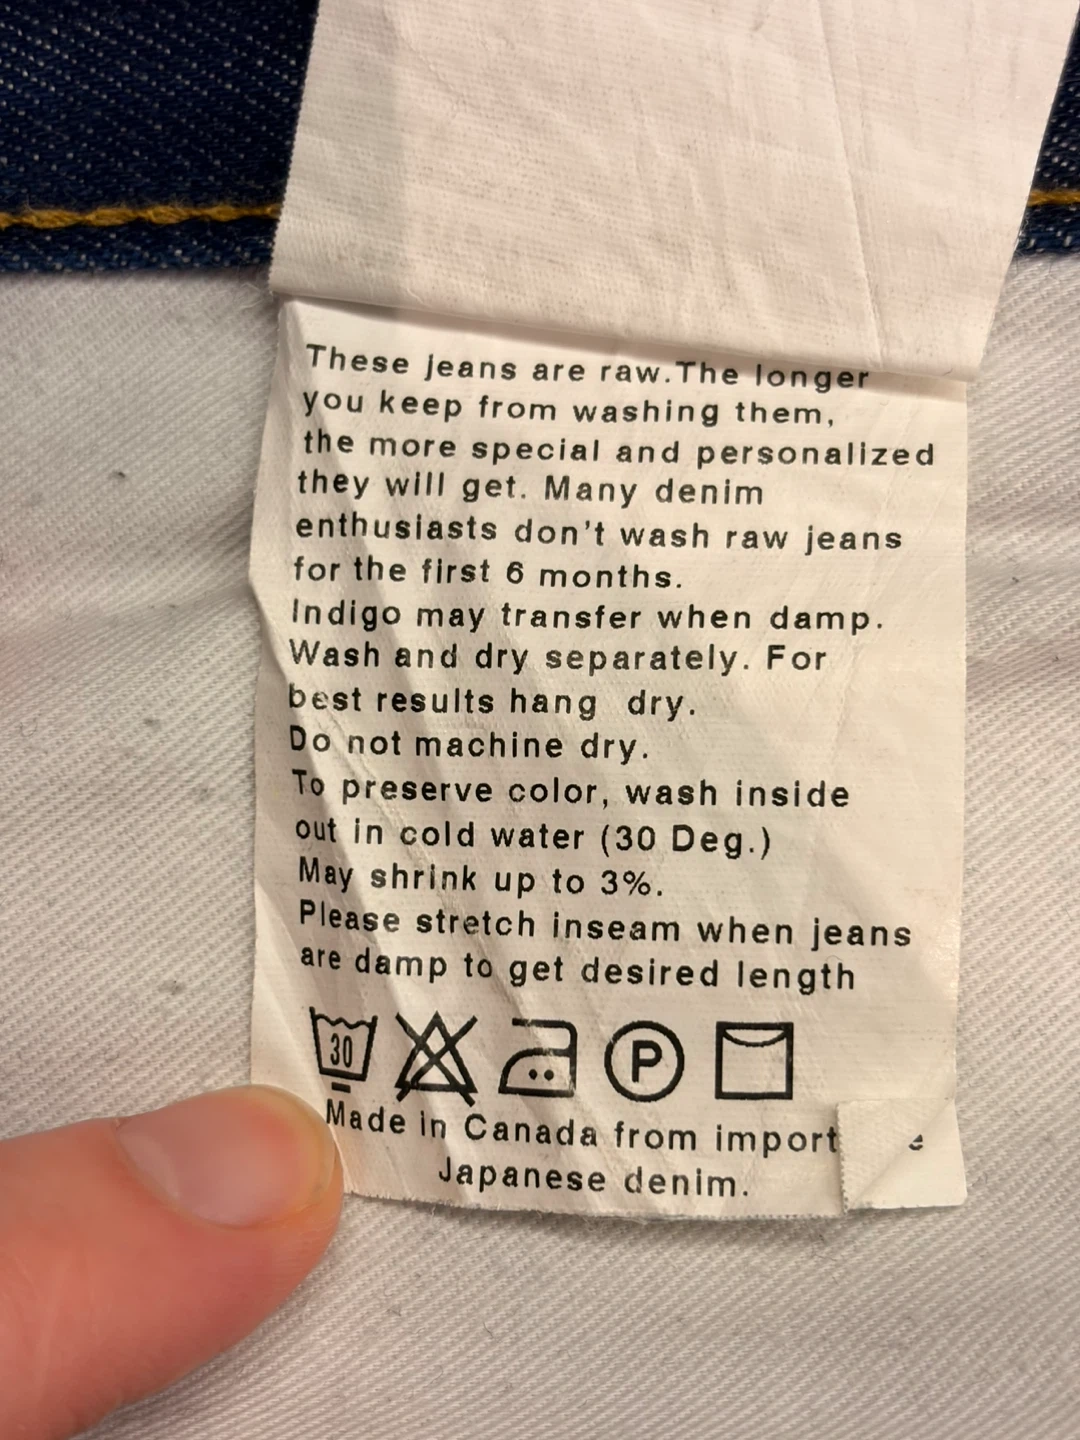 These jeans are raw.The longer
you keep from washing them,
the more special and personalized
they will get. Many denim
enthusiasts don't wash raw jeans
for the first 6 months.
Indigo may transfer when damp.
Wash and dry separately. For
best results hang dry.
Do not machine dry.
To preserve color, wash inside
out in cold water (30 Deg.)
May shrink up to 3%.
Please stretch inseam when jeans
are damp to get desired length
30 P
Made in Canada from import
Japanese denim.